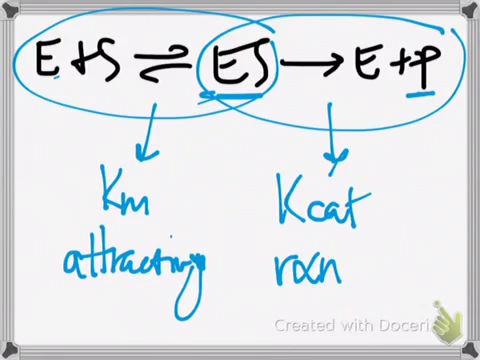 E+S ⇌ ES → E+P
Km
Kcat
attracting
rxn
Created with Doceri